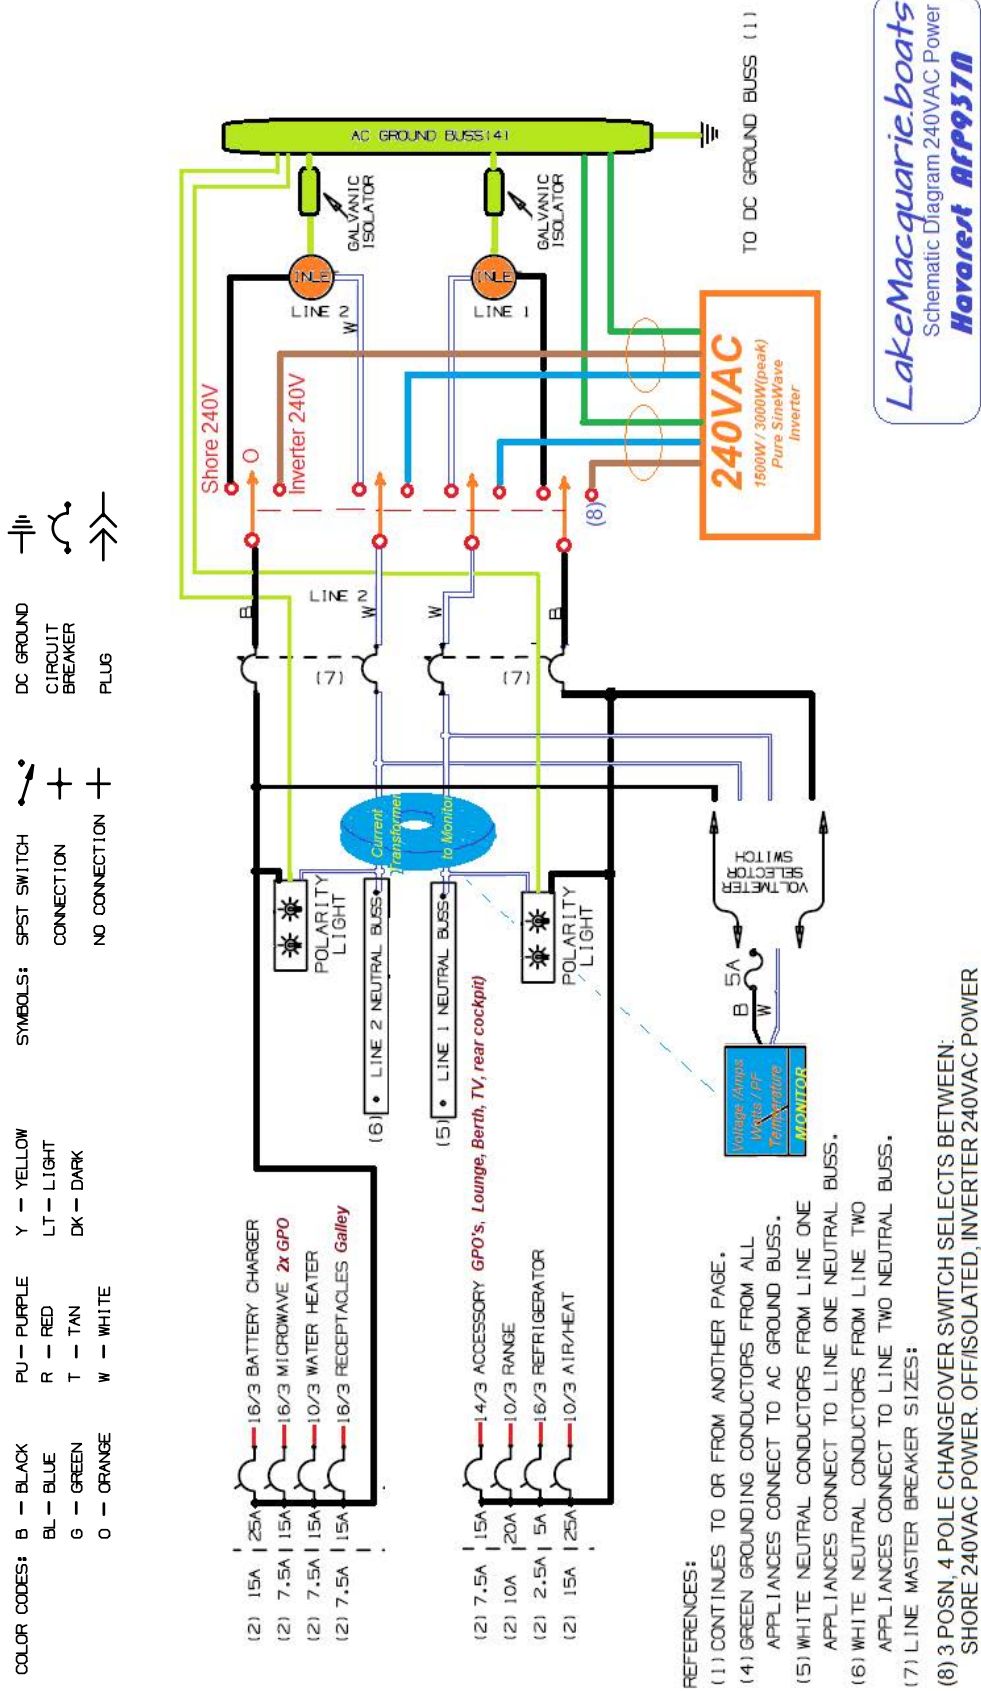 COLOR CODES: B - BLACK PU - PURPLE Y - YELLOW SYMBOLS: SPST SWITCH DC GROUND
BL - BLUE R - RED LT - LIGHT CONNECTION CIRCUIT BREAKER
G - GREEN T - TAN DK - DARK NO CONNECTION PLUG
O - ORANGE W - WHITE
(2) 15A 25A 16/3 BATTERY CHARGER
(2) 7.5A 15A 16/3 MICROWAVE 2x GPO
(2) 7.5A 15A 10/3 WATER HEATER
(2) 7.5A 15A 16/3 RECEPTACLES Galley
(2) 7.5A 15A 14/3 ACCESSORY GPO's, Lounge, Berth, TV, rear cockpit)
(2) 10A 20A 10/3 RANGE
(2) 2.5A 5A 16/3 REFRIGERATOR
(2) 15A 25A 10/3 AIR/HEAT
POLARITY
LIGHT
(6) LINE 2 NEUTRAL BUSS
(5) LINE 1 NEUTRAL BUSS
POLARITY
LIGHT
Current
Transformer
to Monitor
B
(7)
LINE 2
W
W
(7)
B
Shore 240V
O
Inverter 240V
(8)
W
INLE
LINE 2
INLE
LINE 1
GALVANIC
ISOLATOR
GALVANIC
ISOLATOR
AC GROUND BUSS(4)
TO DC GROUND BUSS (1)
240VAC
1500W / 3000W(peak)
Pure SineWave
Inverter
VOLTMETER
SELECTOR
SWITCH
5A
B
W
Voltage /Amps
Watts / PF
Temperature
MONITOR
REFERENCES:
(1) CONTINUES TO OR FROM ANOTHER PAGE.
(4) GREEN GROUNDING CONDUCTORS FROM ALL
APPLIANCES CONNECT TO AC GROUND BUSS.
(5) WHITE NEUTRAL CONDUCTORS FROM LINE ONE
APPLIANCES CONNECT TO LINE ONE NEUTRAL BUSS.
(6) WHITE NEUTRAL CONDUCTORS FROM LINE TWO
APPLIANCES CONNECT TO LINE TWO NEUTRAL BUSS.
(7) LINE MASTER BREAKER SIZES:
(8) 3 POSN, 4 POLE CHANGEOVER SWITCH SELECTS BETWEEN:
SHORE 240VAC POWER. OFF/ISOLATED, INVERTER 240VAC POWER
LakeMacquarie.boats
Schematic Diagram 240VAC Power
Havarest AFP937N